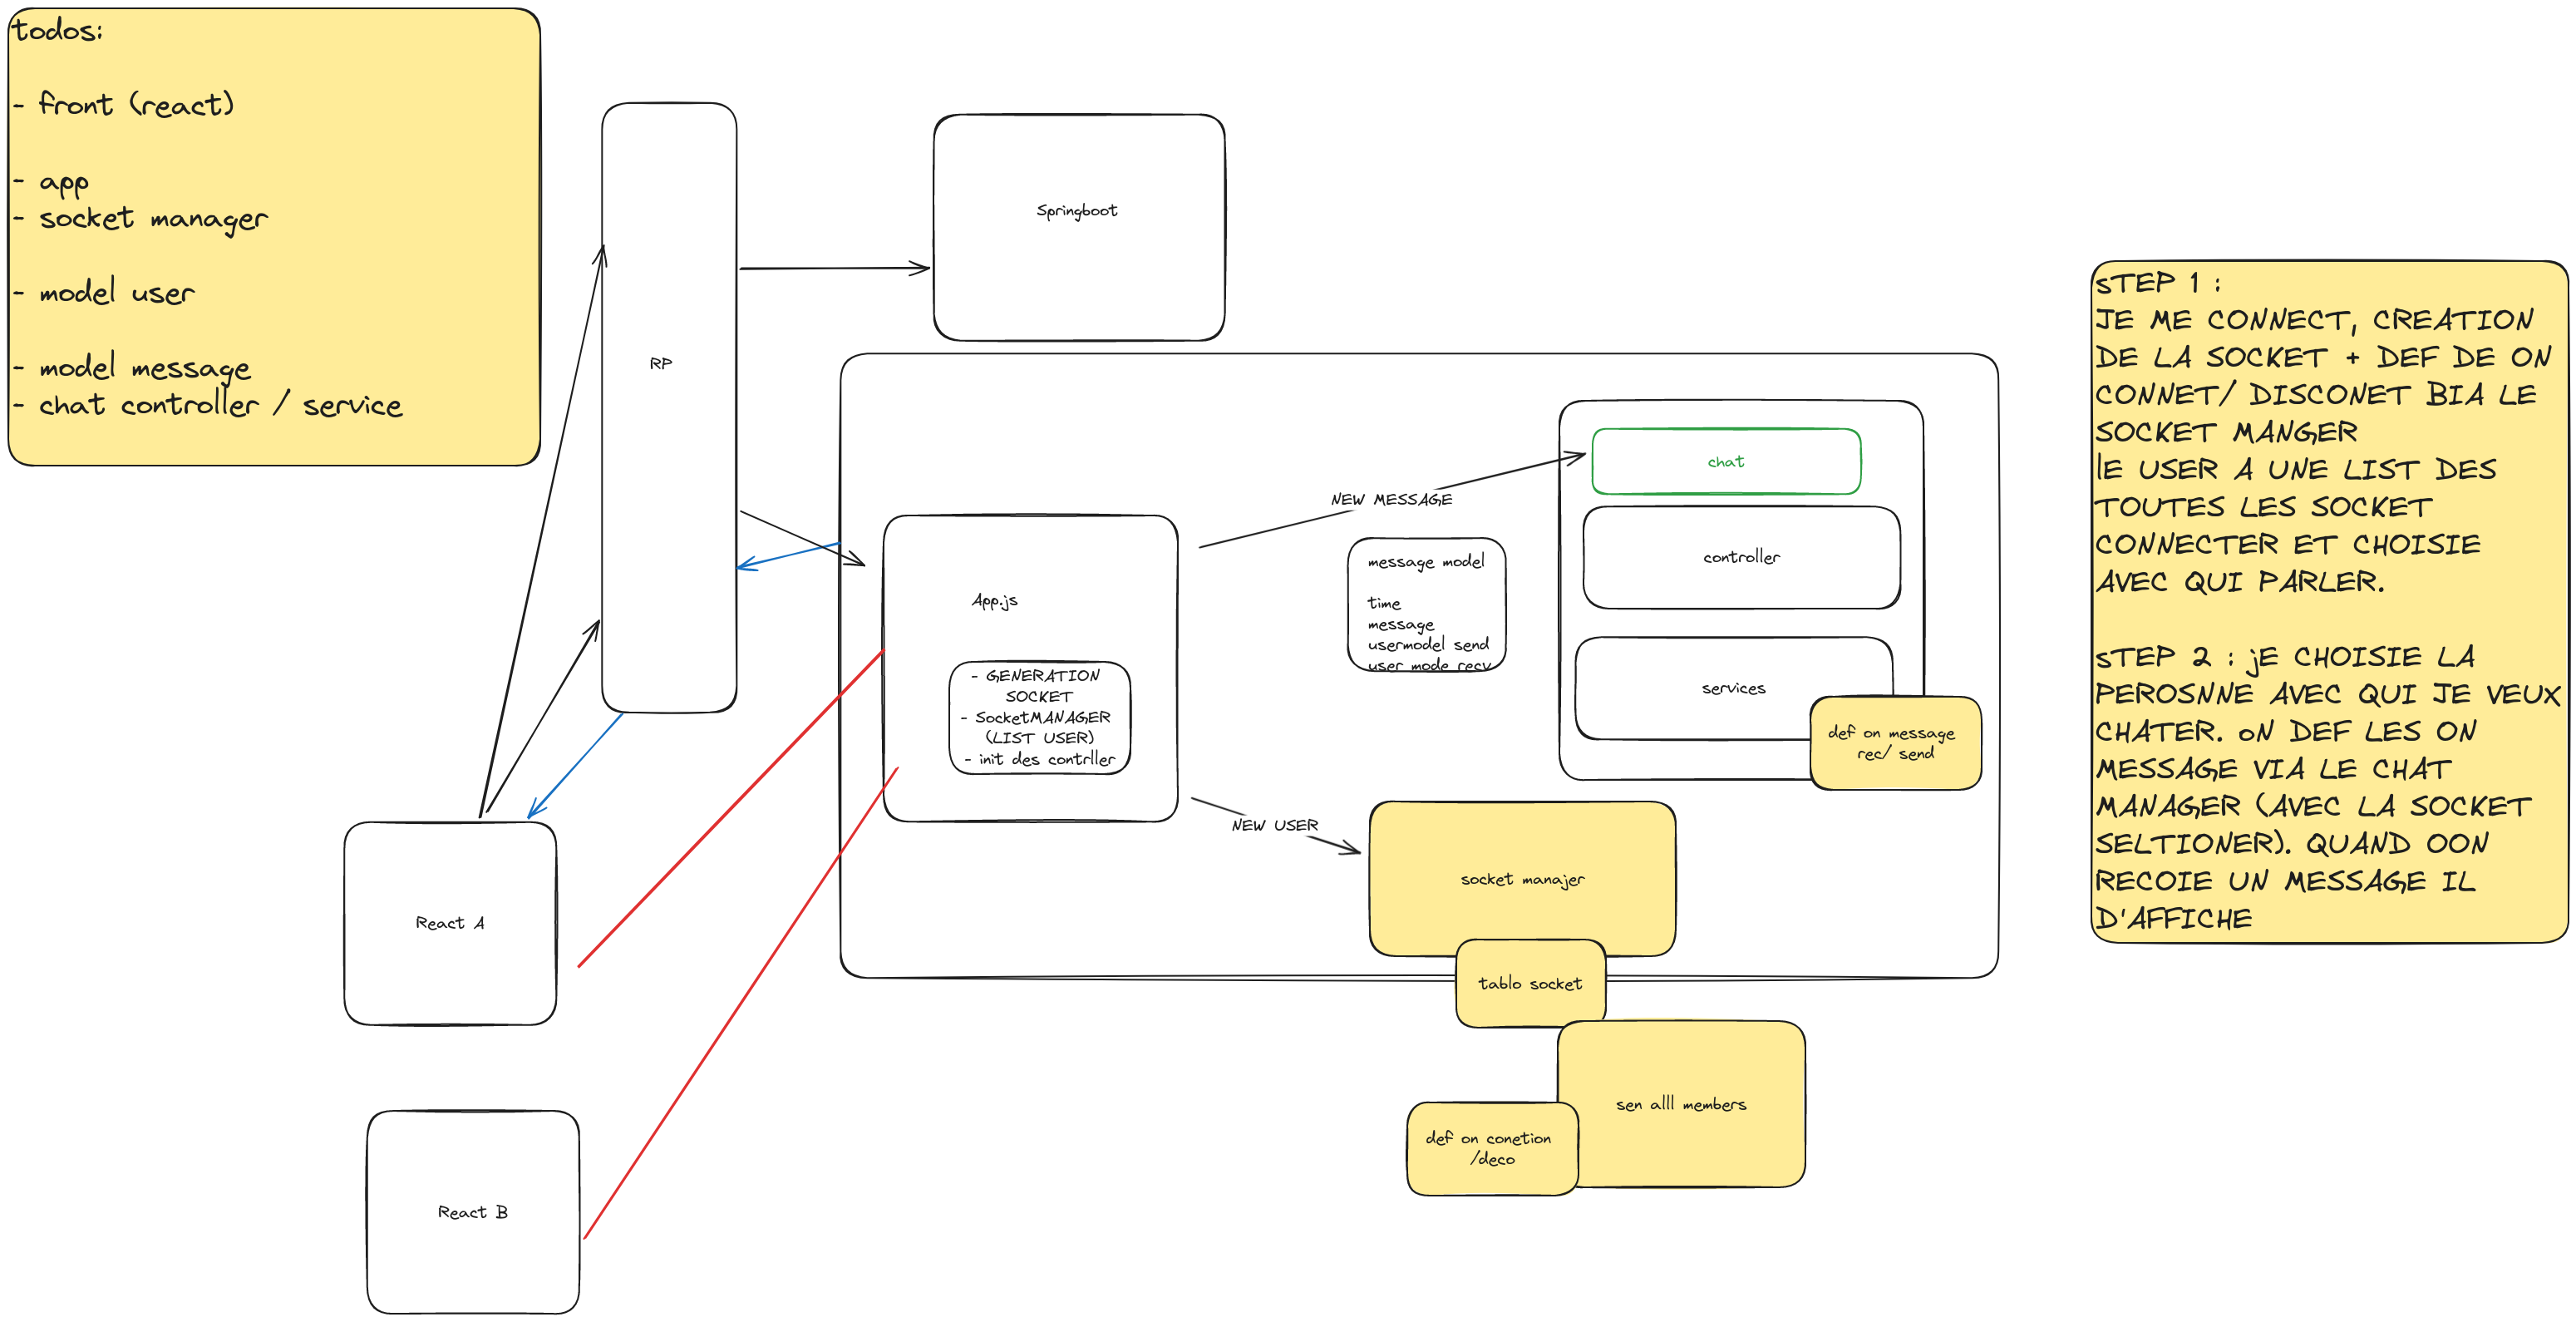 todos:
- front (react)
- app
- socket manager
- model user
- model message
- chat controller / service
RP
Springboot
App.js
- GENERATION
SOCKET
- SocketMANAGER
(LIST USER)
- init des contrller
NEW MESSAGE
message model
time
message
usermodel send
user mode recv
chat
controller
services
def on message
rec/ send
NEW USER
socket manajer
tablo socket
sen alll members
def on conetion
/deco
React A
React B
sTEP 1 :
JE ME CONNECT, CREATION
DE LA SOCKET + DEF DE ON
CONNET/ DISCONET BIA LE
SOCKET MANGER
lE USER A UNE LIST DES
TOUTES LES SOCKET
CONNECTER ET CHOISIE
AVEC QUI PARLER.
sTEP 2 : jE CHOISIE LA
PEROSNNE AVEC QUI JE VEUX
CHATER. oN DEF LES ON
MESSAGE VIA LE CHAT
MANAGER (AVEC LA SOCKET
SELTIONER). QUAND OON
RECOIE UN MESSAGE IL
D'AFFICHE